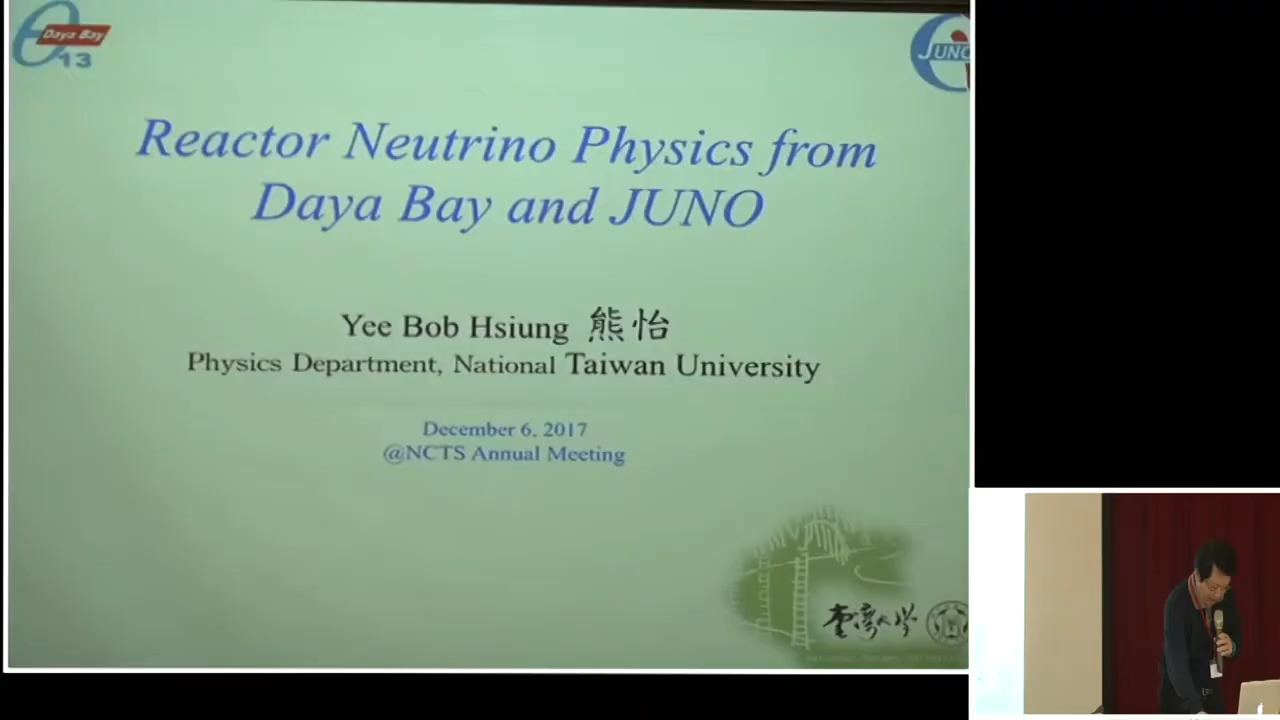 Daya Bay
13
JUNO
Reactor Neutrino Physics from
Daya Bay and JUNO
Yee Bob Hsiung 熊怡
Physics Department, National Taiwan University
December 6, 2017
@NCTS Annual Meeting
臺灣大學